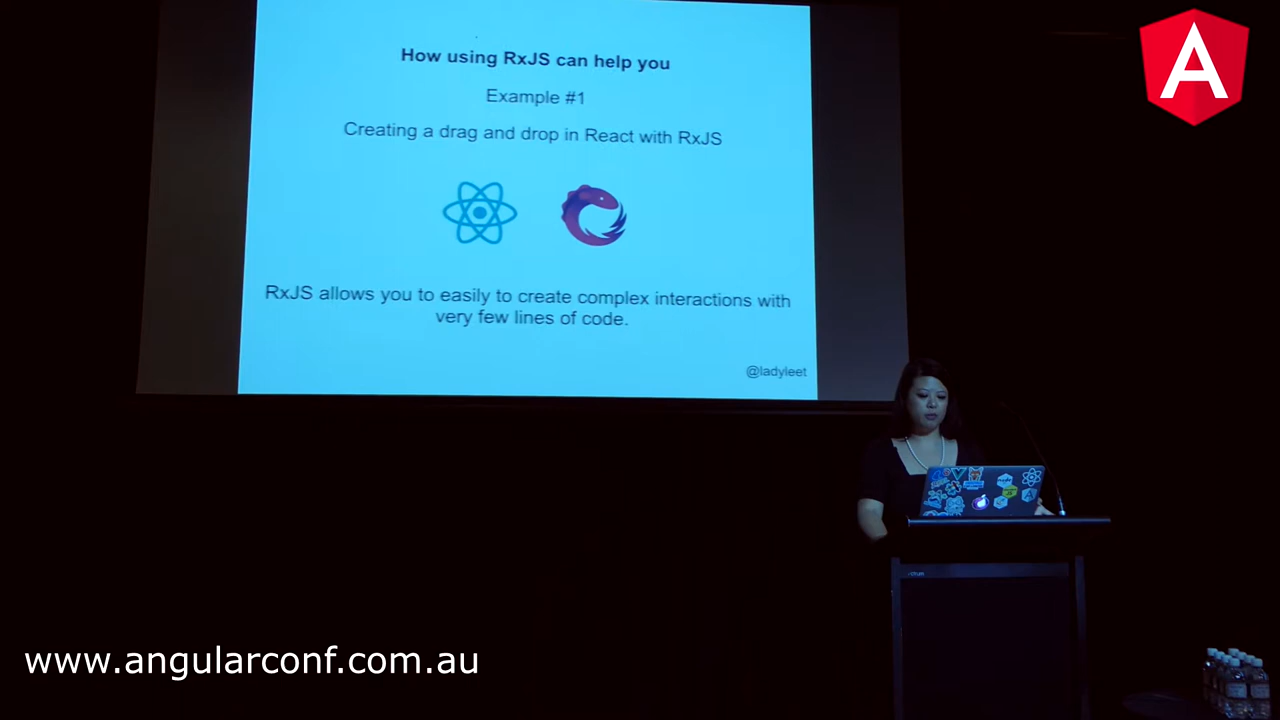 How using RxJS can help you
Example #1
Creating a drag and drop in React with RxJS
RxJS allows you to easily to create complex interactions with
very few lines of code.
@ladyleet
www.angularconf.com.au